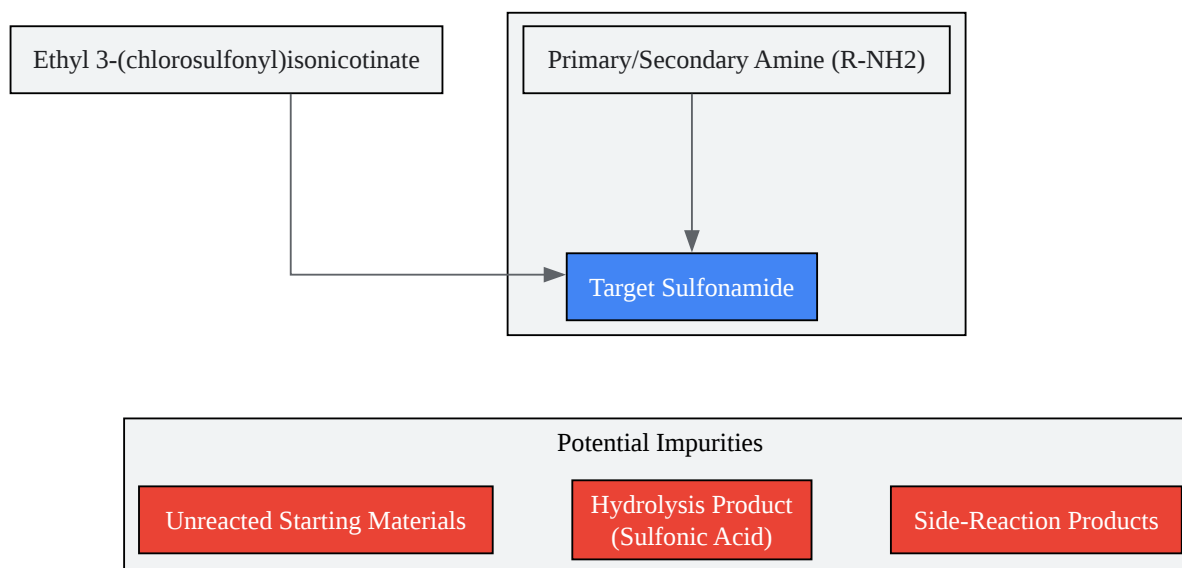 Ethyl 3-(chlorosulfonyl)isonicotinate
Primary/Secondary Amine (R-NH2)
Target Sulfonamide
Potential Impurities
Unreacted Starting Materials
Hydrolysis Product
(Sulfonic Acid)
Side-Reaction Products